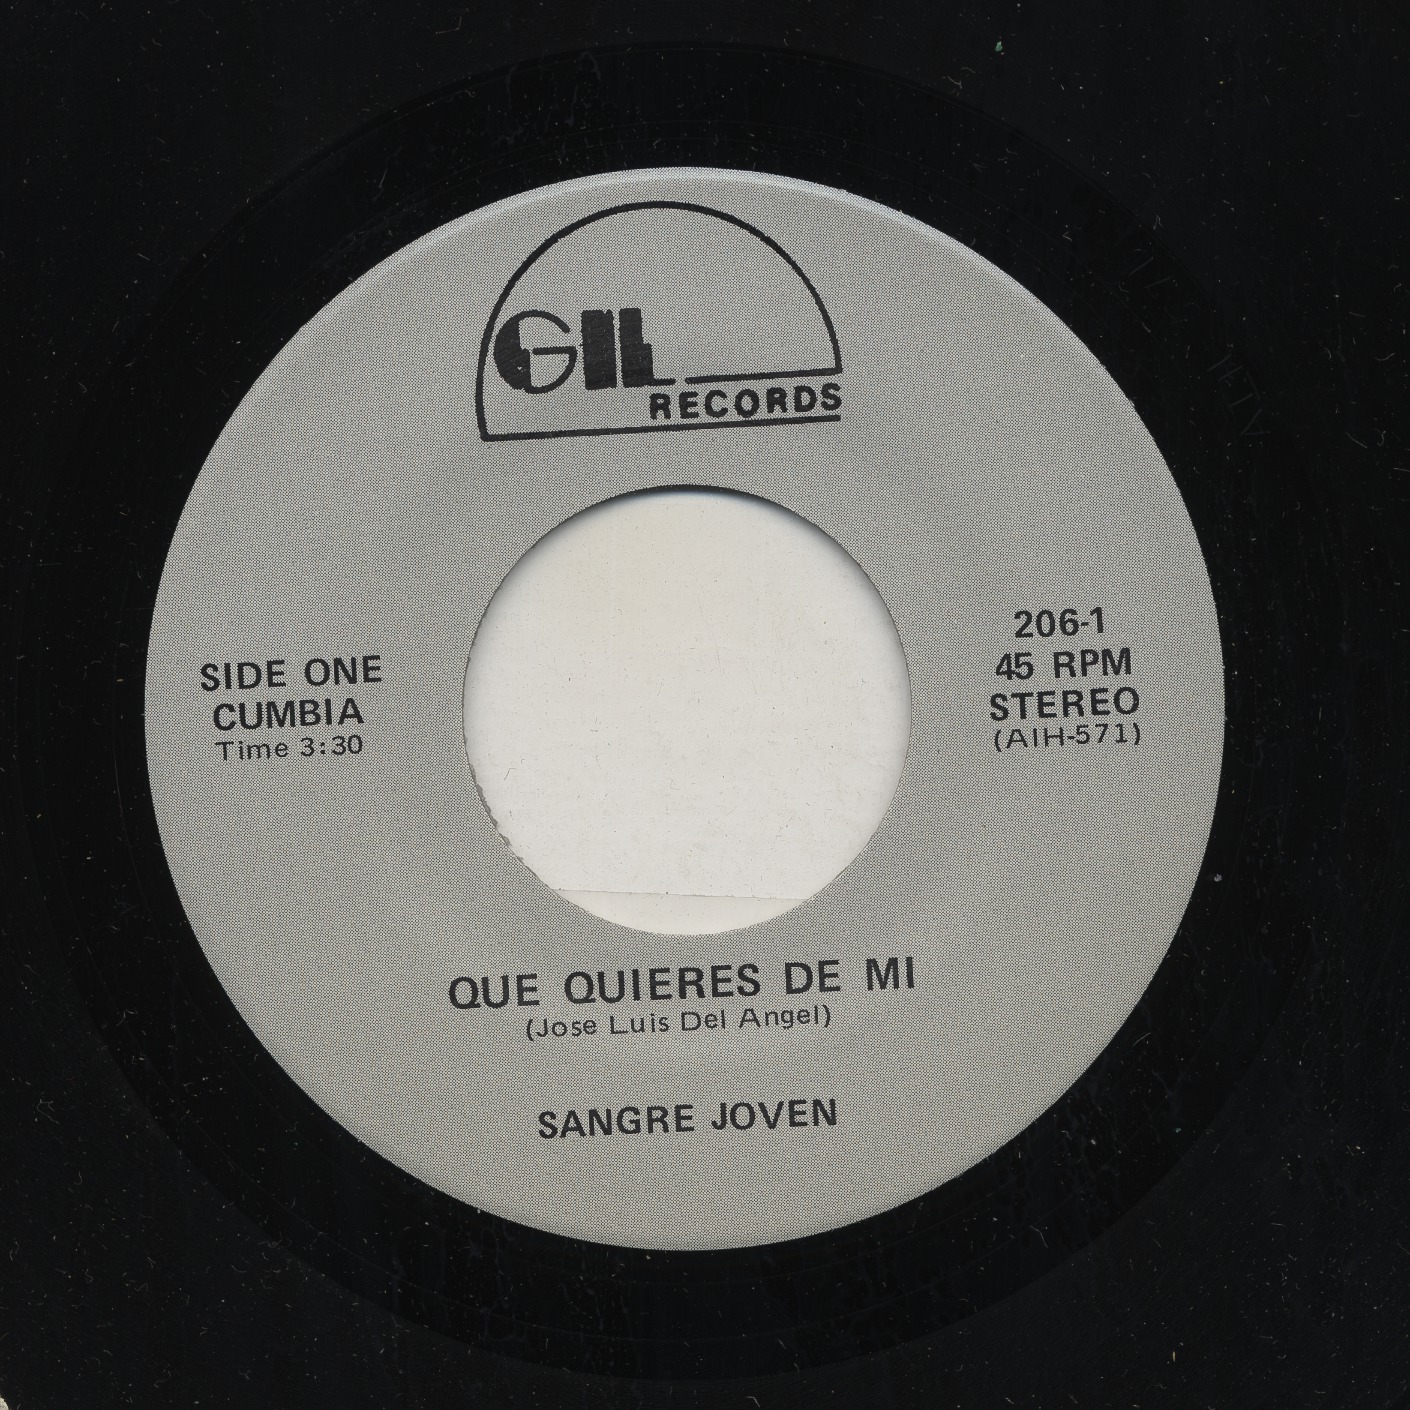 GIL
RECORDS
SIDE ONE
CUMBIA
Time 3:30
206-1
45 RPM
STEREO
(AIH-571)
QUE QUIERES DE MI
(Jose Luis Del Angel)
SANGRE JOVEN